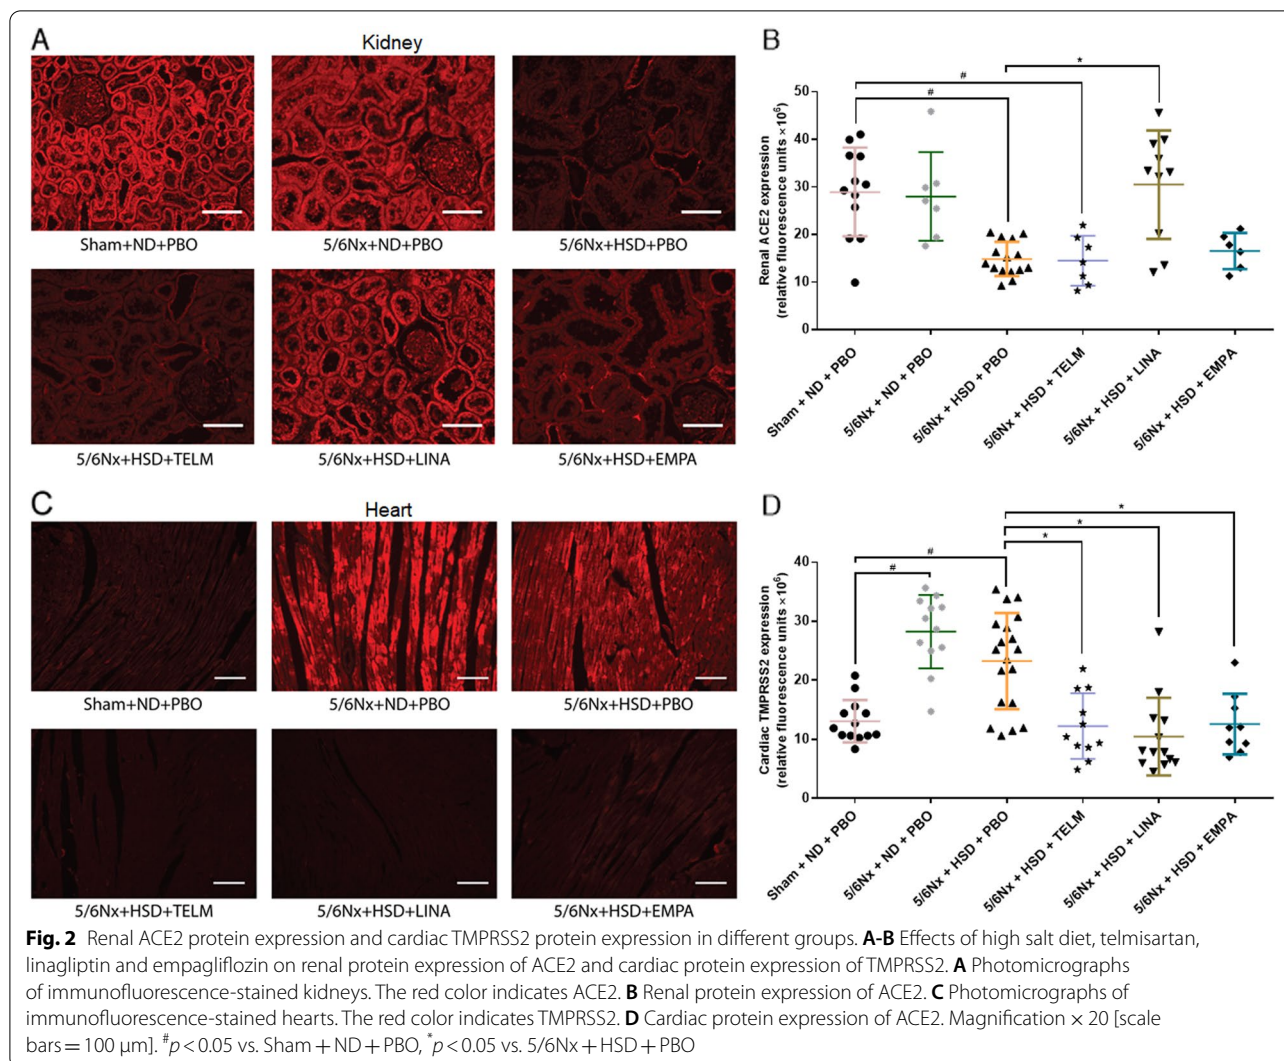 A
Kidney
Sham+ND+PBO
5/6Nx+ND+PBO
5/6Nx+HSD+PBO
5/6Nx+HSD+TELM
5/6Nx+HSD+LINA
5/6Nx+HSD+EMPA
B
Renal ACE2 expression
(relative fluorescence units ×10⁶)
50
40
30
20
10
0
#
#
*
Sham + ND + PBO
5/6Nx + ND + PBO
5/6Nx + HSD + PBO
5/6Nx + HSD + TELM
5/6Nx + HSD + LINA
5/6Nx + HSD + EMPA
C
Heart
Sham+ND+PBO
5/6Nx+ND+PBO
5/6Nx+HSD+PBO
5/6Nx+HSD+TELM
5/6Nx+HSD+LINA
5/6Nx+HSD+EMPA
D
Cardiac TMPRSS2 expression
(relative fluorescence units ×10⁶)
40
30
20
10
0
#
#
*
*
*
Sham + ND + PBO
5/6Nx + ND + PBO
5/6Nx + HSD + PBO
5/6Nx + HSD + TELM
5/6Nx + HSD + LINA
5/6Nx + HSD + EMPA
Fig. 2 Renal ACE2 protein expression and cardiac TMPRSS2 protein expression in different groups. A-B Effects of high salt diet, telmisartan,
linagliptin and empagliflozin on renal protein expression of ACE2 and cardiac protein expression of TMPRSS2. A Photomicrographs
of immunofluorescence-stained kidneys. The red color indicates ACE2. B Renal protein expression of ACE2. C Photomicrographs of
immunofluorescence-stained hearts. The red color indicates TMPRSS2. D Cardiac protein expression of ACE2. Magnification × 20 [scale
bars = 100 μm]. #p < 0.05 vs. Sham + ND + PBO, *p < 0.05 vs. 5/6Nx + HSD + PBO